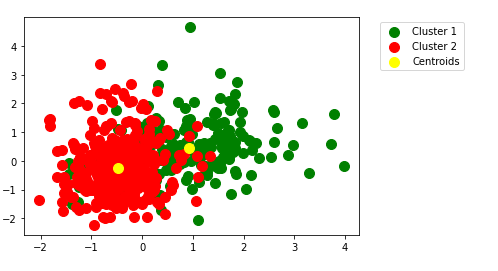 Cluster 1
Cluster 2
Centroids
4
3
2
1
0
−1
−2
−2 −1 0 1 2 3 4